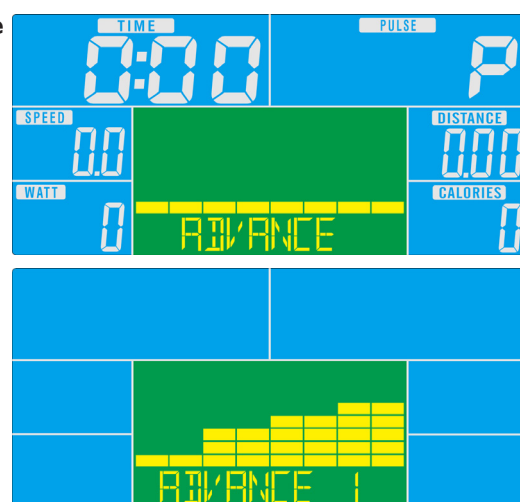 e
TIME PULSE
0:00 P
SPEED DISTANCE
0.0 0.00
WATT CALORIES
0 0
ADVANCE
ADVANCE 1